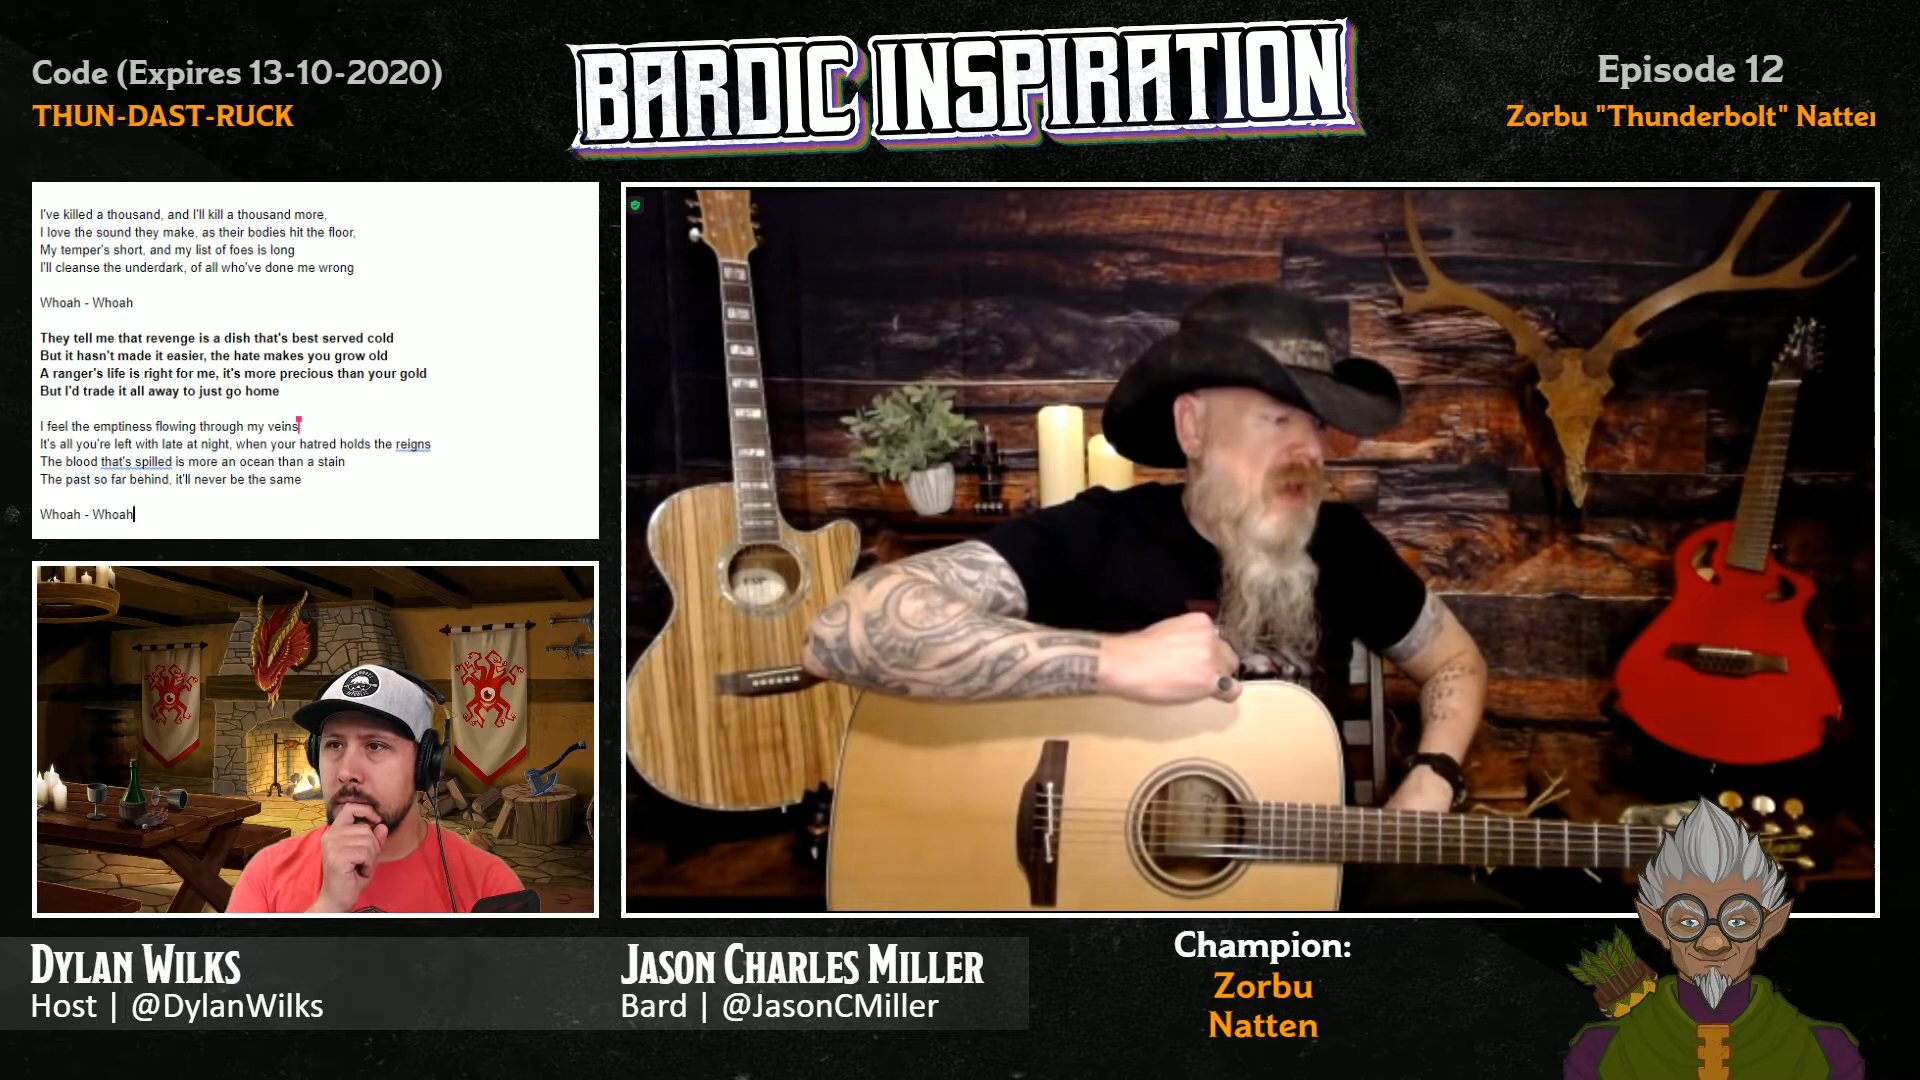 Code (Expires 13-10-2020)
THUN-DAST-RUCK
BARDIC INSPIRATION
Episode 12
Zorbu "Thunderbolt" Natten
I've killed a thousand, and I'll kill a thousand more,
I love the sound they make, as their bodies hit the floor,
My temper's short, and my list of foes is long
I'll cleanse the underdark, of all who've done me wrong
Whoah - Whoah
They tell me that revenge is a dish that's best served cold
But it hasn't made it easier, the hate makes you grow old
A ranger's life is right for me, it's more precious than your gold
But I'd trade it all away to just go home
I feel the emptiness flowing through my veins
It's all you're left with late at night, when your hatred holds the reigns
The blood that's spilled is more an ocean than a stain
The past so far behind, it'll never be the same
Whoah - Whoah
DYLAN WILKS
Host | @DylanWilks
JASON CHARLES MILLER
Bard | @JasonCMiller
Champion:
Zorbu
Natten